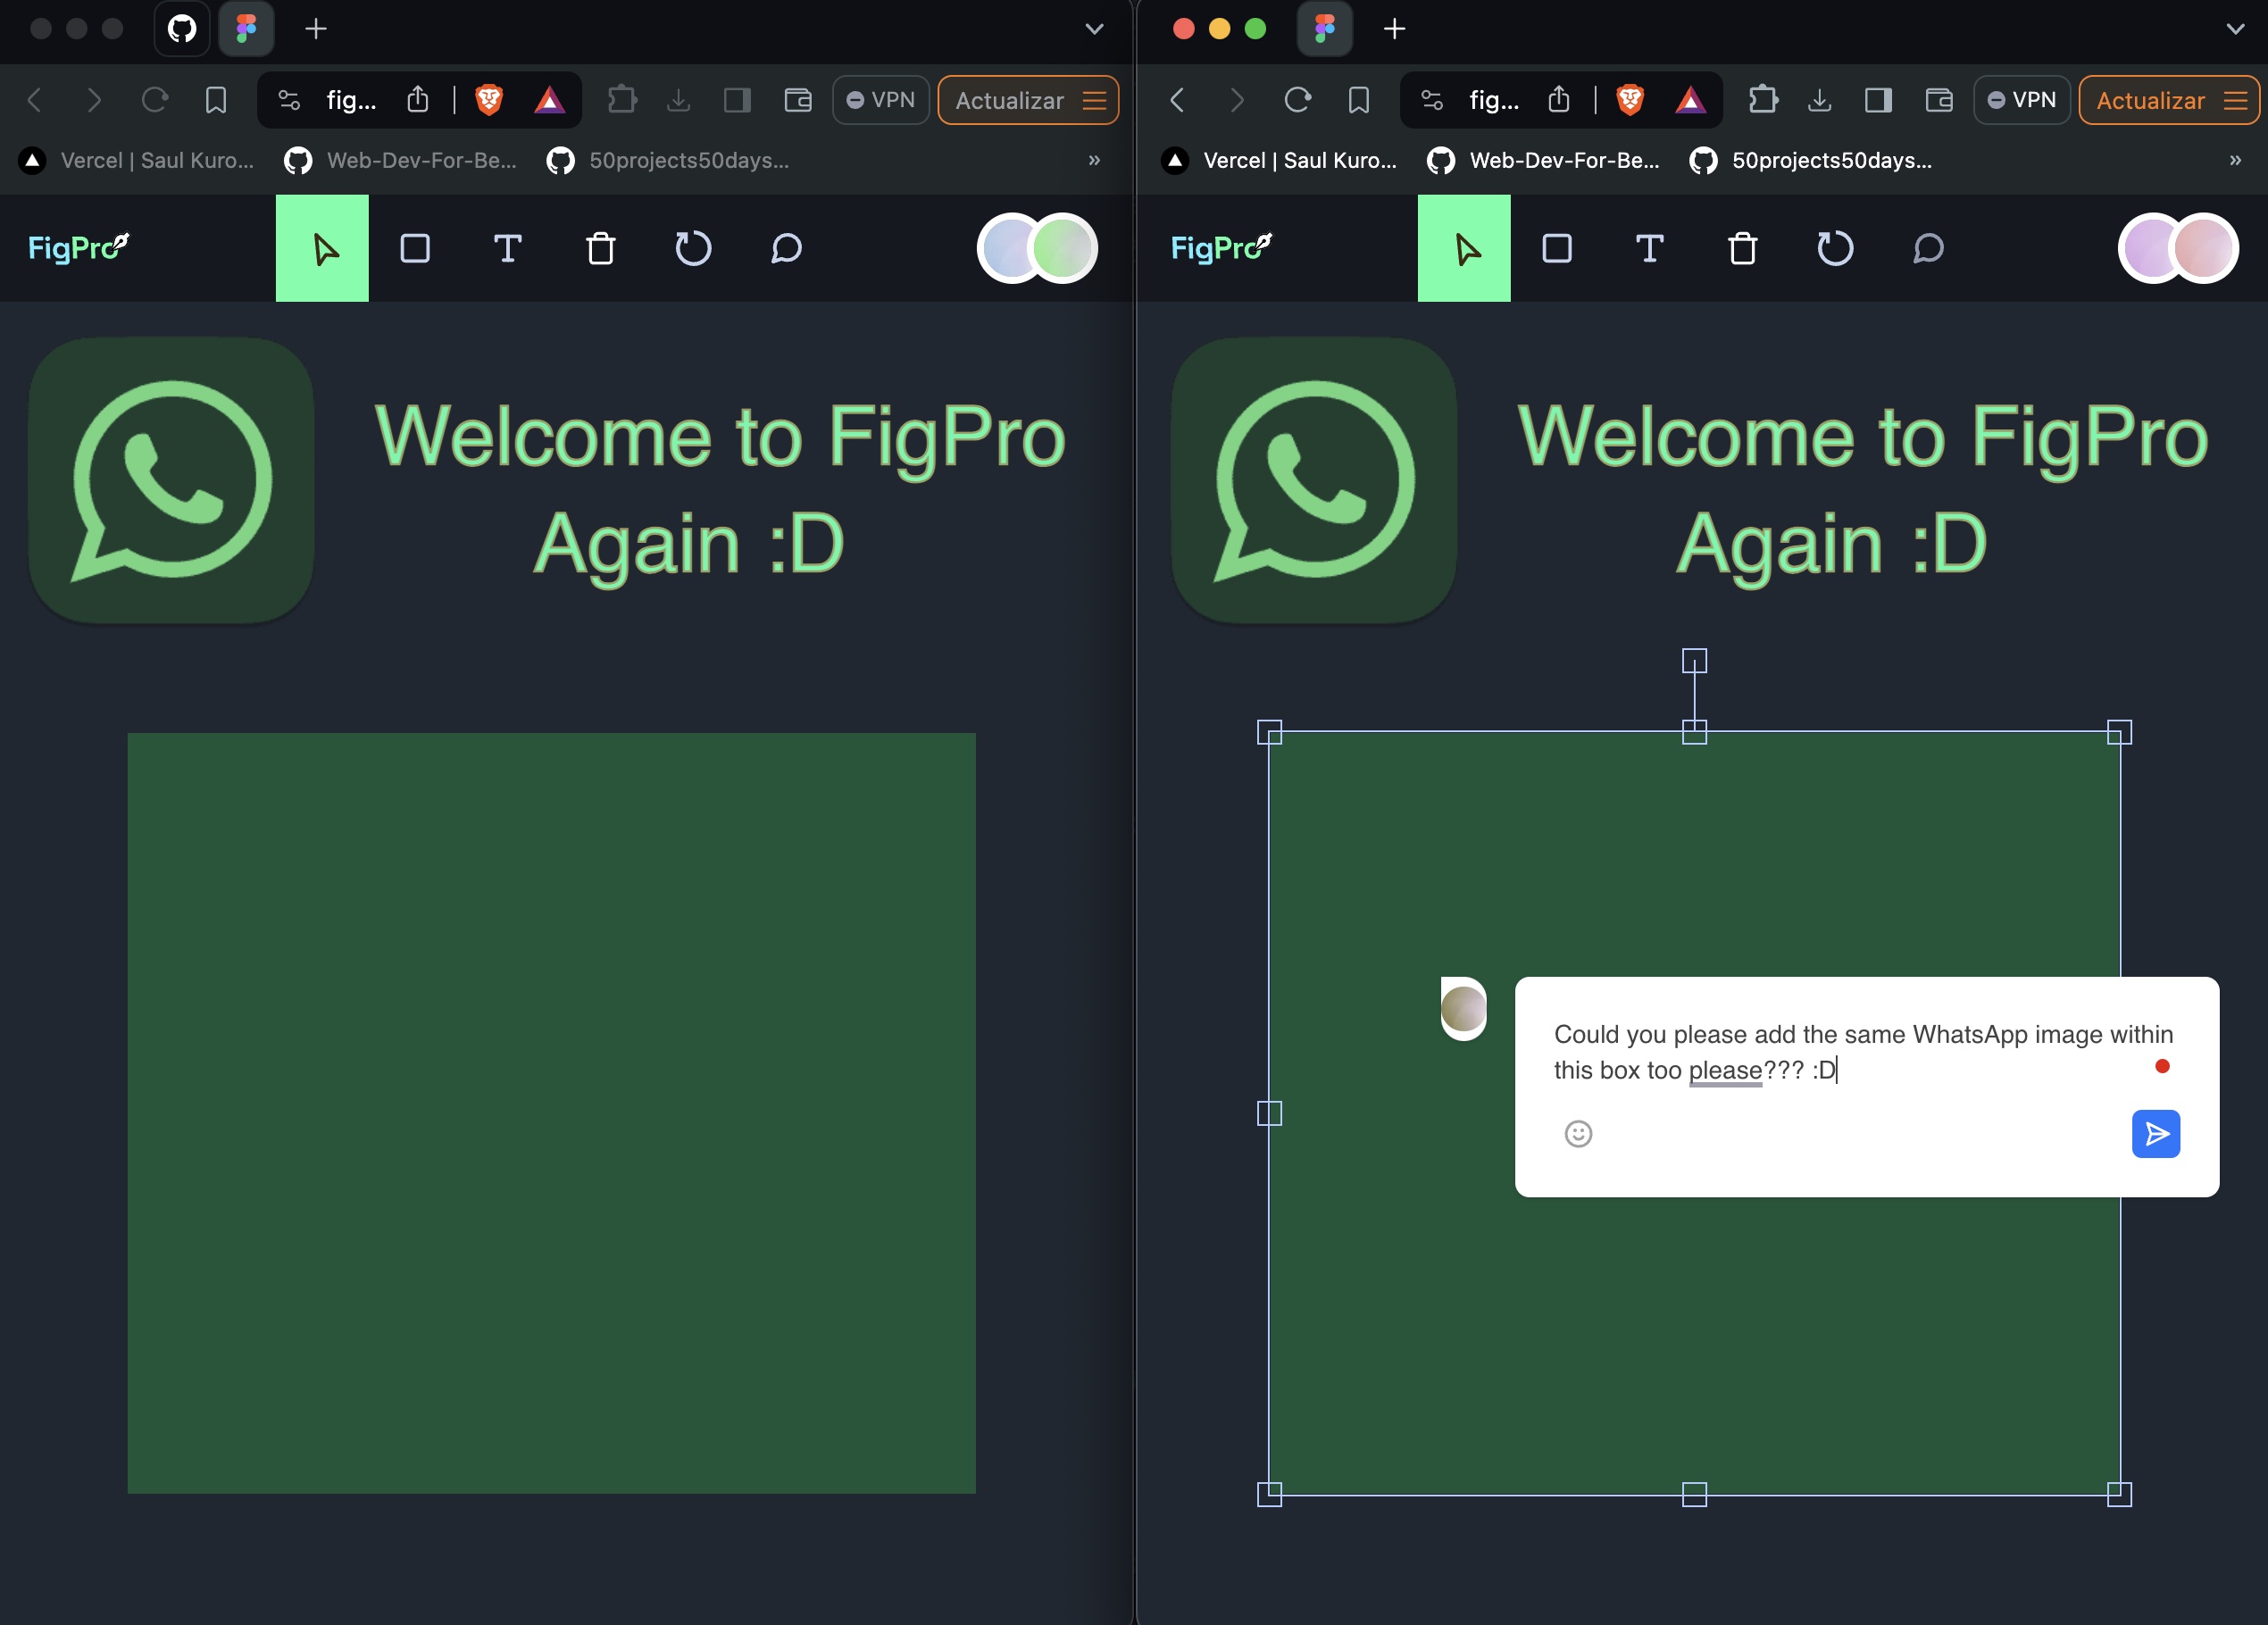 fig...
VPN
Actualizar
Vercel | Saul Kuro...
Web-Dev-For-Be...
50projects50days...
»
FigPro
T
Welcome to FigPro
Again :D
fig...
VPN
Actualizar
Vercel | Saul Kuro...
Web-Dev-For-Be...
50projects50days...
»
FigPro
T
Welcome to FigPro
Again :D
Could you please add the same WhatsApp image within
this box too please??? :D